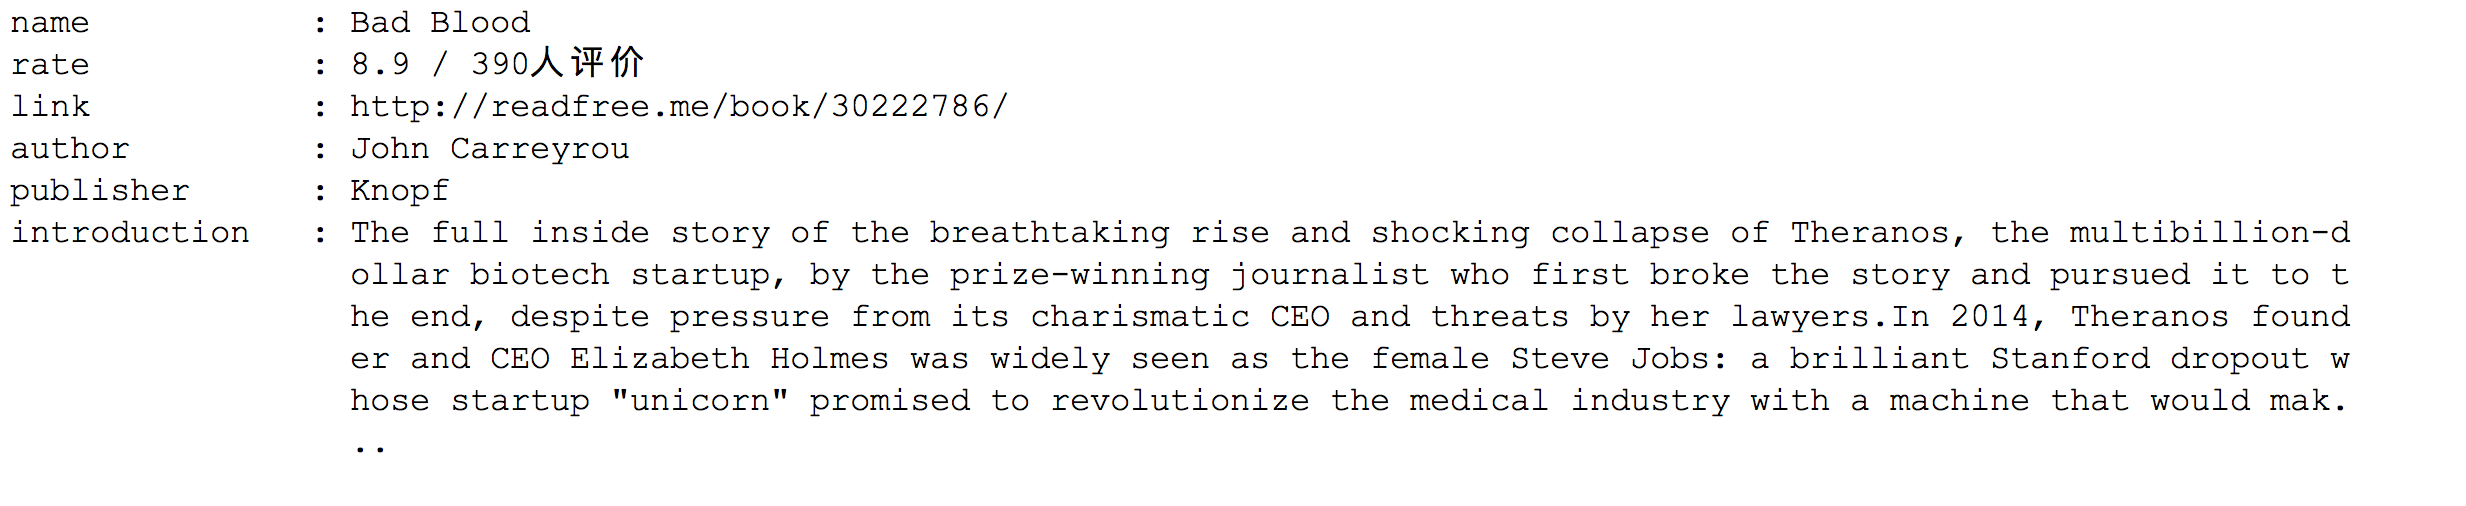 name : Bad Blood
rate : 8.9 / 390人评价
link : http://readfree.me/book/30222786/
author : John Carreyrou
publisher : Knopf
introduction : The full inside story of the breathtaking rise and shocking collapse of Theranos, the multibillion-d
ollar biotech startup, by the prize-winning journalist who first broke the story and pursued it to t
he end, despite pressure from its charismatic CEO and threats by her lawyers.In 2014, Theranos found
er and CEO Elizabeth Holmes was widely seen as the female Steve Jobs: a brilliant Stanford dropout w
hose startup "unicorn" promised to revolutionize the medical industry with a machine that would mak.
..